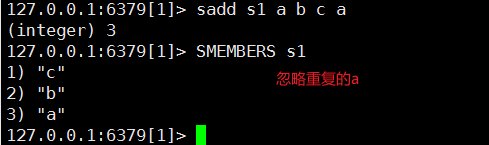 127.0.0.1:6379[1]> sadd s1 a b c a
(integer) 3
127.0.0.1:6379[1]> SMEMBERS s1
1) "c"
忽略重复的a
2) "b"
3) "a"
127.0.0.1:6379[1]>